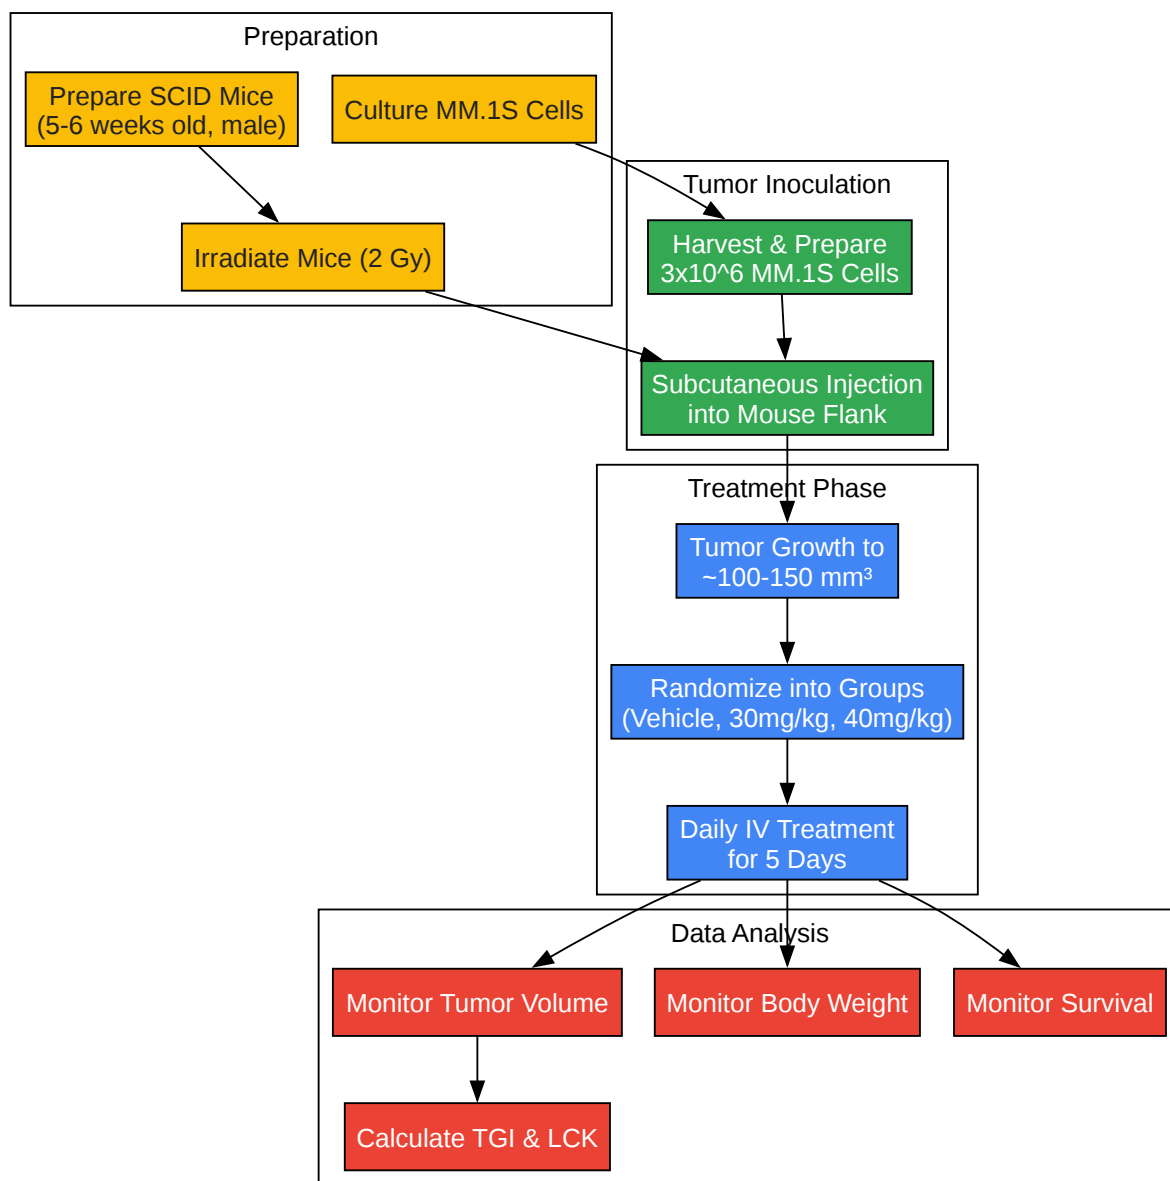 Preparation
Prepare SCID Mice
(5-6 weeks old, male)
Culture MM.1S Cells
Irradiate Mice (2 Gy)
Tumor Inoculation
Harvest & Prepare
3x10^6 MM.1S Cells
Subcutaneous Injection
into Mouse Flank
Treatment Phase
Tumor Growth to
~100-150 mm³
Randomize into Groups
(Vehicle, 30mg/kg, 40mg/kg)
Daily IV Treatment
for 5 Days
Data Analysis
Monitor Tumor Volume
Monitor Body Weight
Monitor Survival
Calculate TGI & LCK